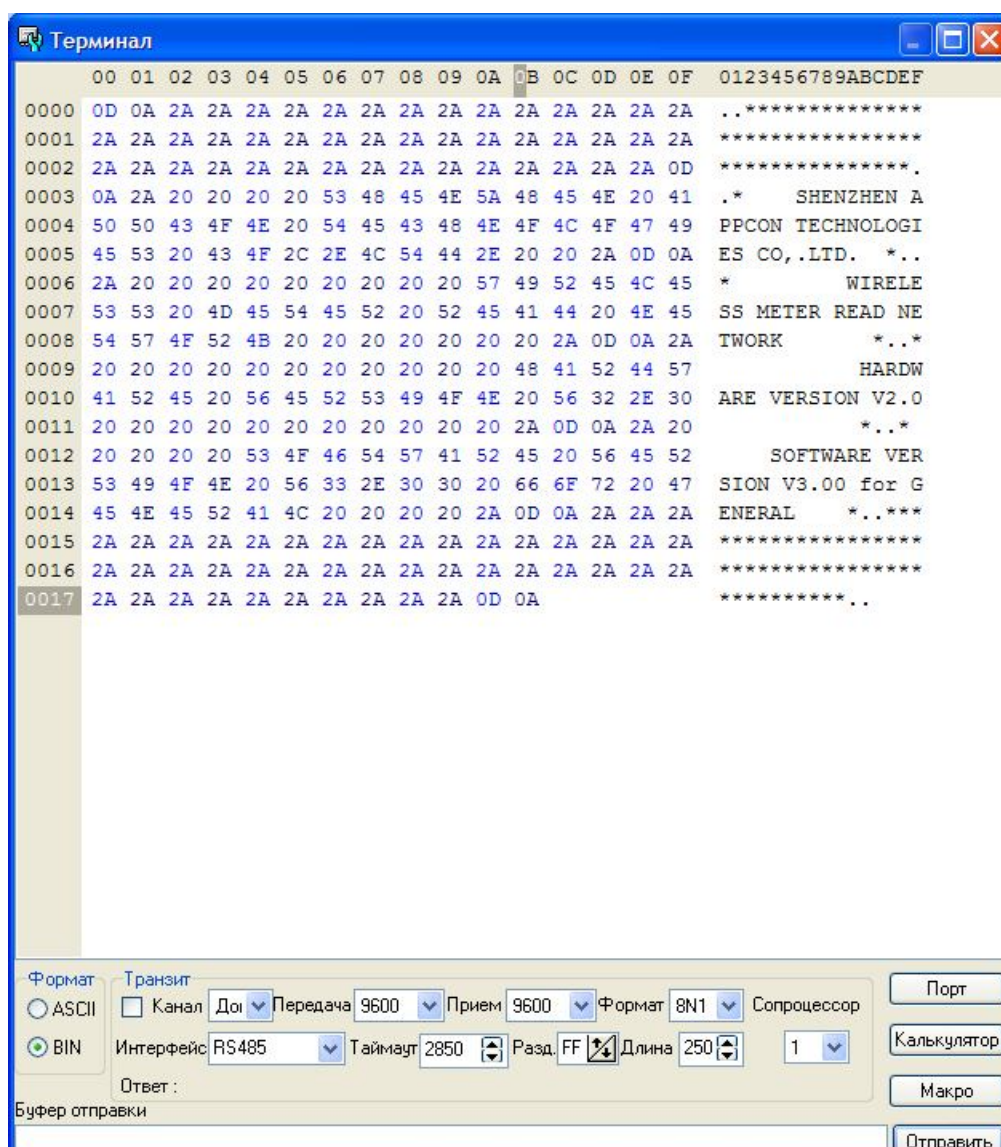 Терминал
00 01 02 03 04 05 06 07 08 09 0A 0B 0C 0D 0E 0F 0123456789ABCDEF
0000 0D 0A 2A 2A 2A 2A 2A 2A 2A 2A 2A 2A 2A 2A 2A 2A ..**************
0001 2A 2A 2A 2A 2A 2A 2A 2A 2A 2A 2A 2A 2A 2A 2A 2A ****************
0002 2A 2A 2A 2A 2A 2A 2A 2A 2A 2A 2A 2A 2A 2A 2A 0D ***************.
0003 0A 2A 20 20 20 20 53 48 45 4E 5A 48 45 4E 20 41 .*    SHENZHEN A
0004 50 50 43 4F 4E 20 54 45 43 48 4E 4F 4C 4F 47 49 PPCON TECHNOLOGI
0005 45 53 20 43 4F 2C 2E 4C 54 44 2E 20 20 2A 0D 0A ES CO,.LTD.  *..
0006 2A 20 20 20 20 20 20 20 20 20 57 49 52 45 4C 45 *         WIRELE
0007 53 53 20 4D 45 54 45 52 20 52 45 41 44 20 4E 45 SS METER READ NE
0008 54 57 4F 52 4B 20 20 20 20 20 20 20 2A 0D 0A 2A TWORK       *..*
0009 20 20 20 20 20 20 20 20 20 20 20 48 41 52 44 57            HARDW
0010 41 52 45 20 56 45 52 53 49 4F 4E 20 56 32 2E 30 ARE VERSION V2.0
0011 20 20 20 20 20 20 20 20 20 20 20 2A 0D 0A 2A 20            *..*
0012 20 20 20 20 53 4F 46 54 57 41 52 45 20 56 45 52     SOFTWARE VER
0013 53 49 4F 4E 20 56 33 2E 30 30 20 66 6F 72 20 47 SION V3.00 for G
0014 45 4E 45 52 41 4C 20 20 20 20 2A 0D 0A 2A 2A 2A ENERAL    *..***
0015 2A 2A 2A 2A 2A 2A 2A 2A 2A 2A 2A 2A 2A 2A 2A 2A ****************
0016 2A 2A 2A 2A 2A 2A 2A 2A 2A 2A 2A 2A 2A 2A 2A 2A ****************
0017 2A 2A 2A 2A 2A 2A 2A 2A 2A 2A 0D 0A **********..
Формат Транзит
Порт
ASCII Канал Передача 9600 Прием 9600 Формат 8N1 Сопроцессор
BIN Интерфейс RS485 Таймаут 2850 Разд. FF Длина 250 1 Калькулятор
Ответ :
Макро
Буфер отправки
Отправить